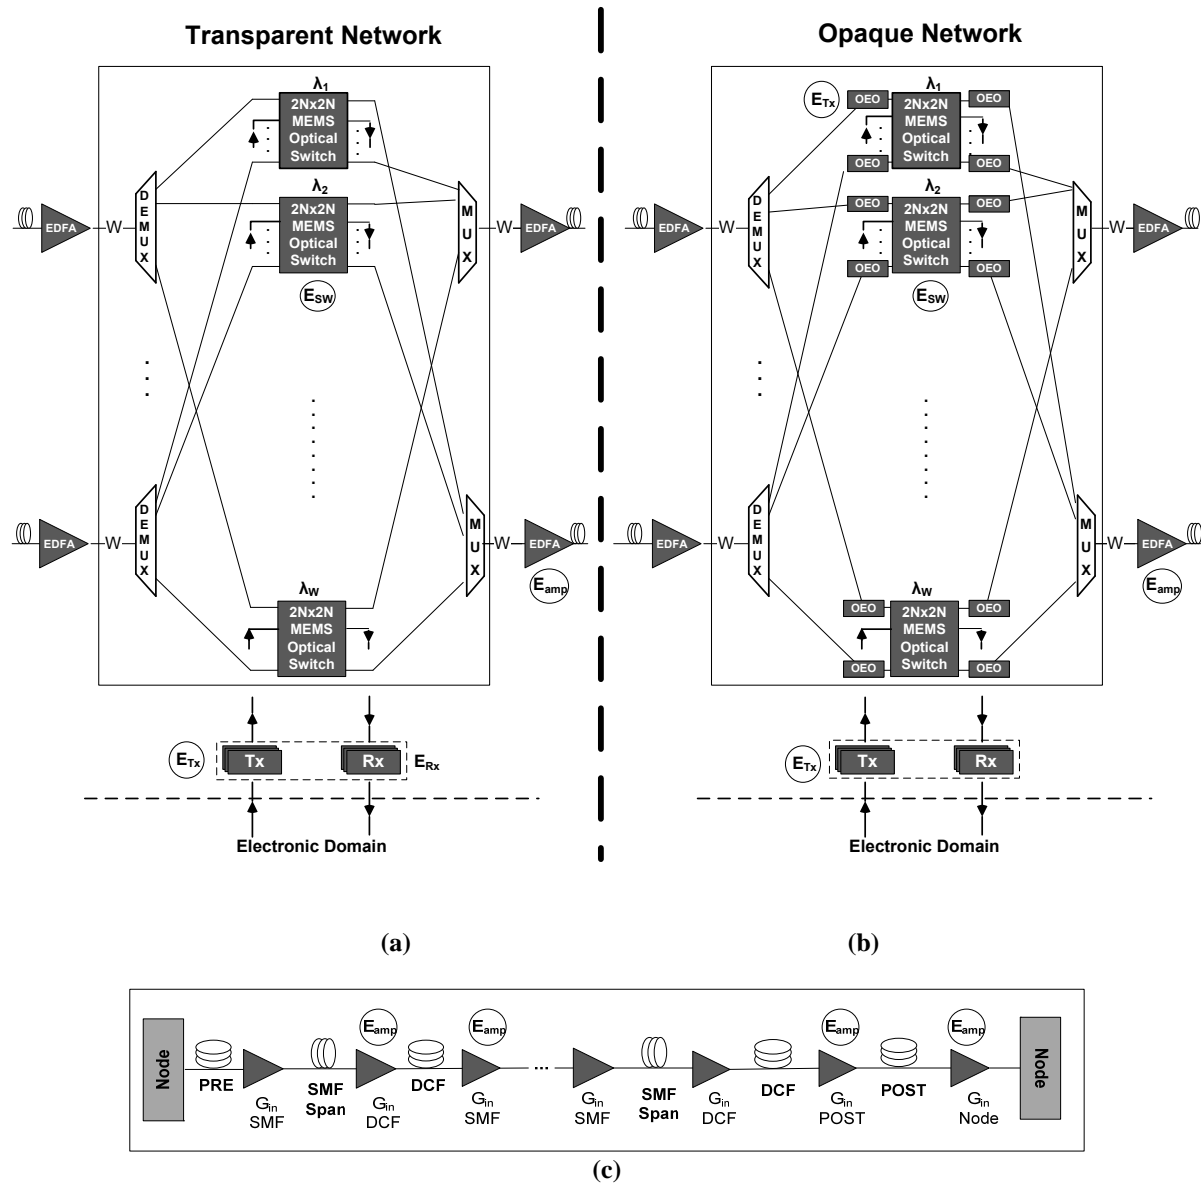 Transparent Network
λ1
2Nx2N
MEMS
Optical
Switch
λ2
2Nx2N
MEMS
Optical
Switch
ESW
DEMUX
MUX
EDFA
W
W
EDFA
DEMUX
MUX
EDFA
W
W
EDFA
Eamp
λW
2Nx2N
MEMS
Optical
Switch
ETx
Tx
Rx
ERx
Electronic Domain
(a)
Opaque Network
ETx
λ1
OEO
OEO
2Nx2N
MEMS
Optical
Switch
OEO
OEO
λ2
OEO
OEO
2Nx2N
MEMS
Optical
Switch
OEO
OEO
ESW
DEMUX
MUX
EDFA
W
W
EDFA
DEMUX
MUX
EDFA
W
W
EDFA
Eamp
λW
OEO
OEO
2Nx2N
MEMS
Optical
Switch
OEO
OEO
ETx
Tx
Rx
Electronic Domain
(b)
Node
PRE
Gin
SMF
SMF
Span
Eamp
Gin
DCF
DCF
Eamp
Gin
SMF
...
Gin
SMF
SMF
Span
Gin
DCF
DCF
Eamp
Gin
POST
POST
Eamp
Gin
Node
Node
(c)